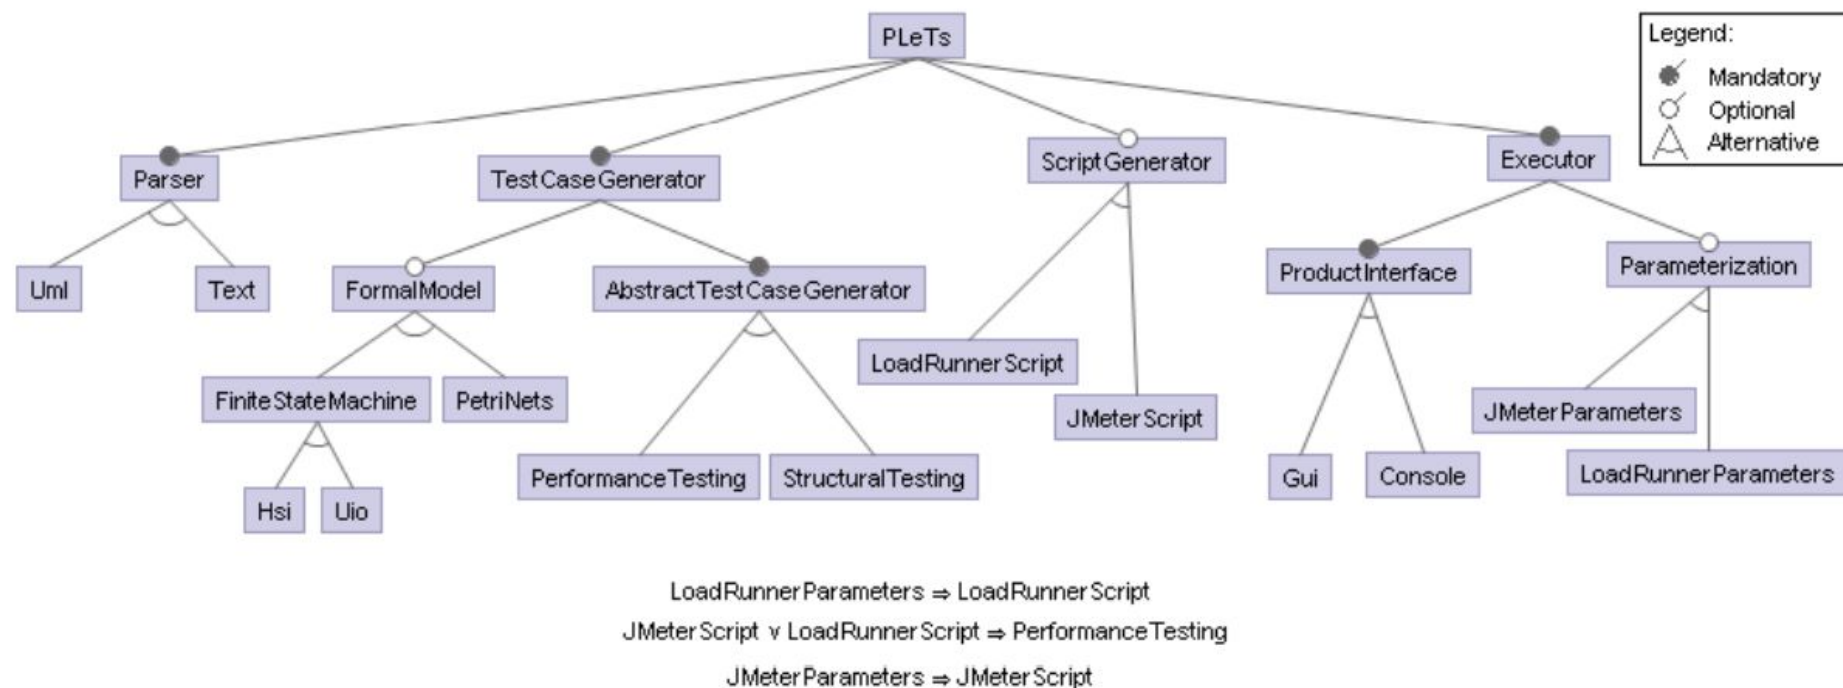 PLeTs
Legend:
Mandatory
Optional
Alternative
Parser
TestCaseGenerator
ScriptGenerator
Executor
Uml
Text
FormalModel
AbstractTestCaseGenerator
ProductInterface
Parameterization
FiniteStateMachine
PetriNets
LoadRunnerScript
JMeterScript
JMeterParameters
PerformanceTesting
StructuralTesting
Gui
Console
LoadRunnerParameters
Hsi
Uio
LoadRunnerParameters ⇒ LoadRunnerScript
JMeterScript ∨ LoadRunnerScript ⇒ PerformanceTesting
JMeterParameters ⇒ JMeterScript